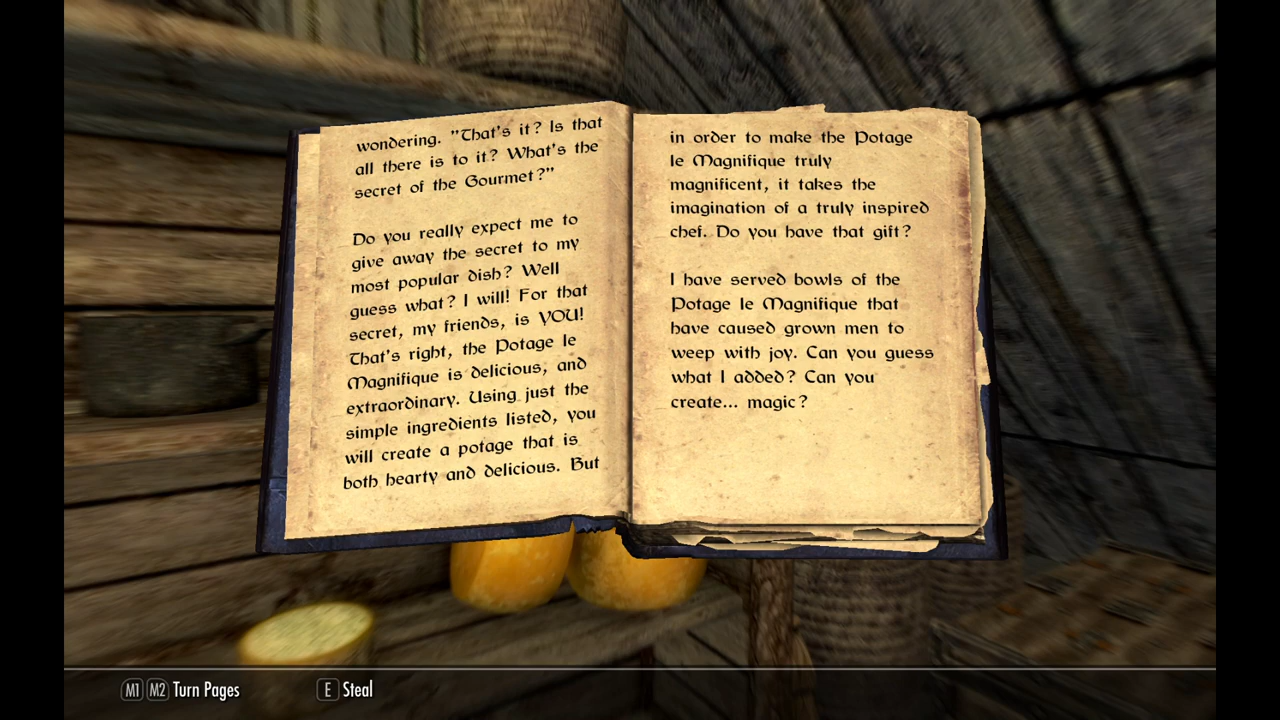 wondering. "That's it? Is that
all there is to it? What's the
secret of the Gourmet?"
Do you really expect me to
give away the secret to my
most popular dish? Well
guess what? I will! For that
secret, my friends, is YOU!
That's right, the Potage le
Magnifique is delicious, and
extraordinary. Using just the
simple ingredients listed, you
will create a potage that is
both hearty and delicious. But
in order to make the Potage
le Magnifique truly
magnificent, it takes the
imagination of a truly inspired
chef. Do you have that gift?
I have served bowls of the
Potage le Magnifique that
have caused grown men to
weep with joy. Can you guess
what I added? Can you
create... magic?
M1 M2 Turn Pages E Steal